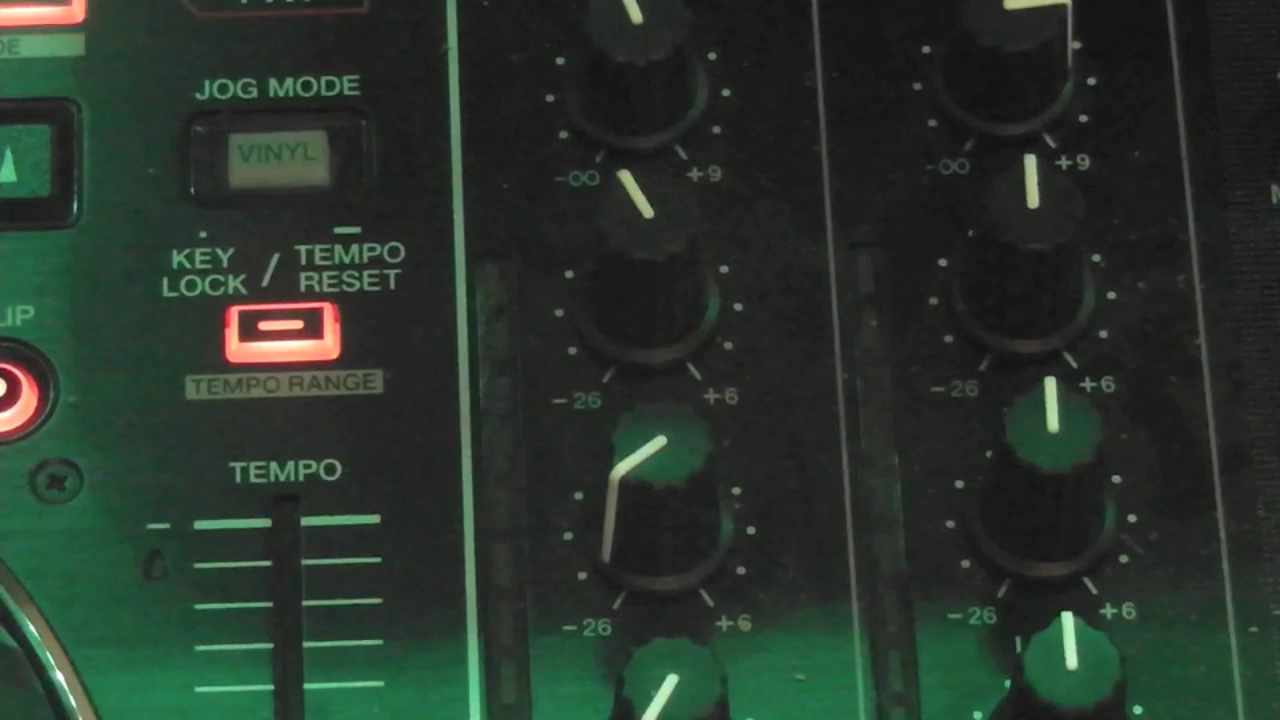 JOG MODE
VINYL
KEY LOCK / TEMPO RESET
TEMPO RANGE
TEMPO
-∞ +9
-26 +6
-26 +6
-∞ +9
-26 +6
-26 +6